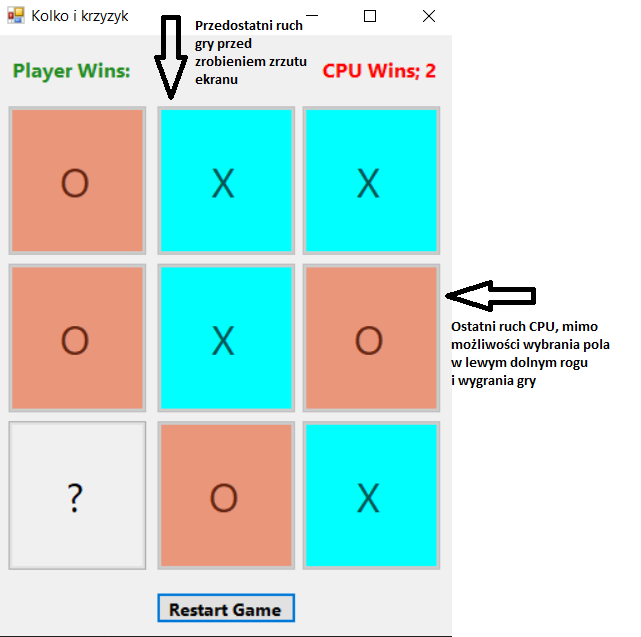 Kolko i krzyzyk
Przedostatni ruch
gry przed
zrobieniem zrzutu
ekranu
Player Wins:
CPU Wins; 2
O
X
X
O
X
O
Ostatni ruch CPU, mimo
możliwości wybrania pola
w lewym dolnym rogu
i wygrania gry
?
O
X
Restart Game